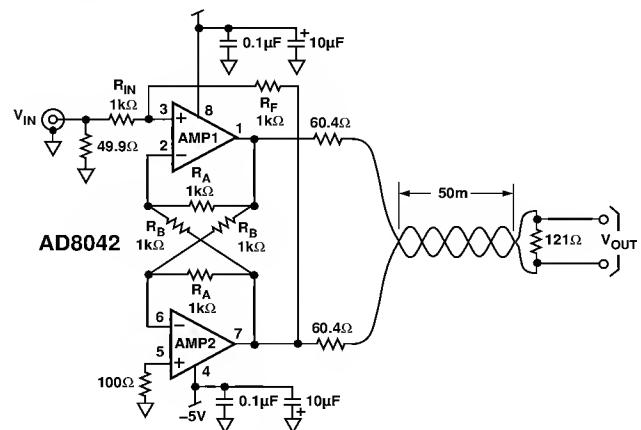 0.1µF
10µF
+
R_IN
1kΩ
V_IN
49.9Ω
R_F
1kΩ
3
+
8
AMP1
1
2
−
60.4Ω
50m
R_A
1kΩ
R_B
1kΩ
R_B
1kΩ
AD8042
121Ω
V_OUT
R_A
1kΩ
6
−
AMP2
7
60.4Ω
5
+
4
100Ω
−5V
0.1µF
10µF
+